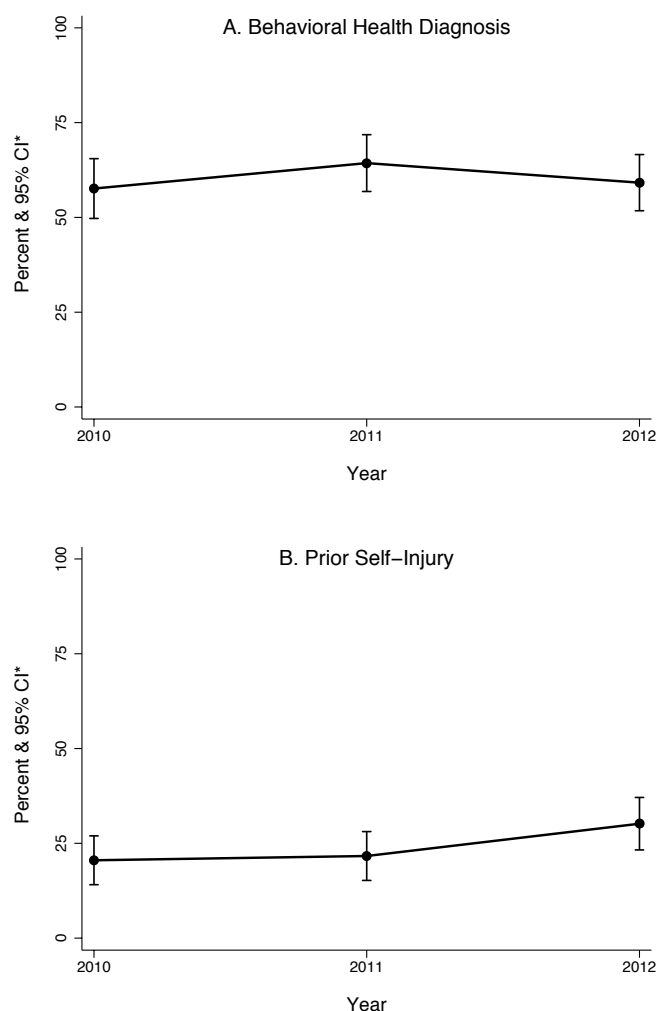 A. Behavioral Health Diagnosis
100
75
50
25
0
Percent & 95% CI*
2010 2011 2012
Year
B. Prior Self−Injury
100
75
50
25
0
Percent & 95% CI*
2010 2011 2012
Year